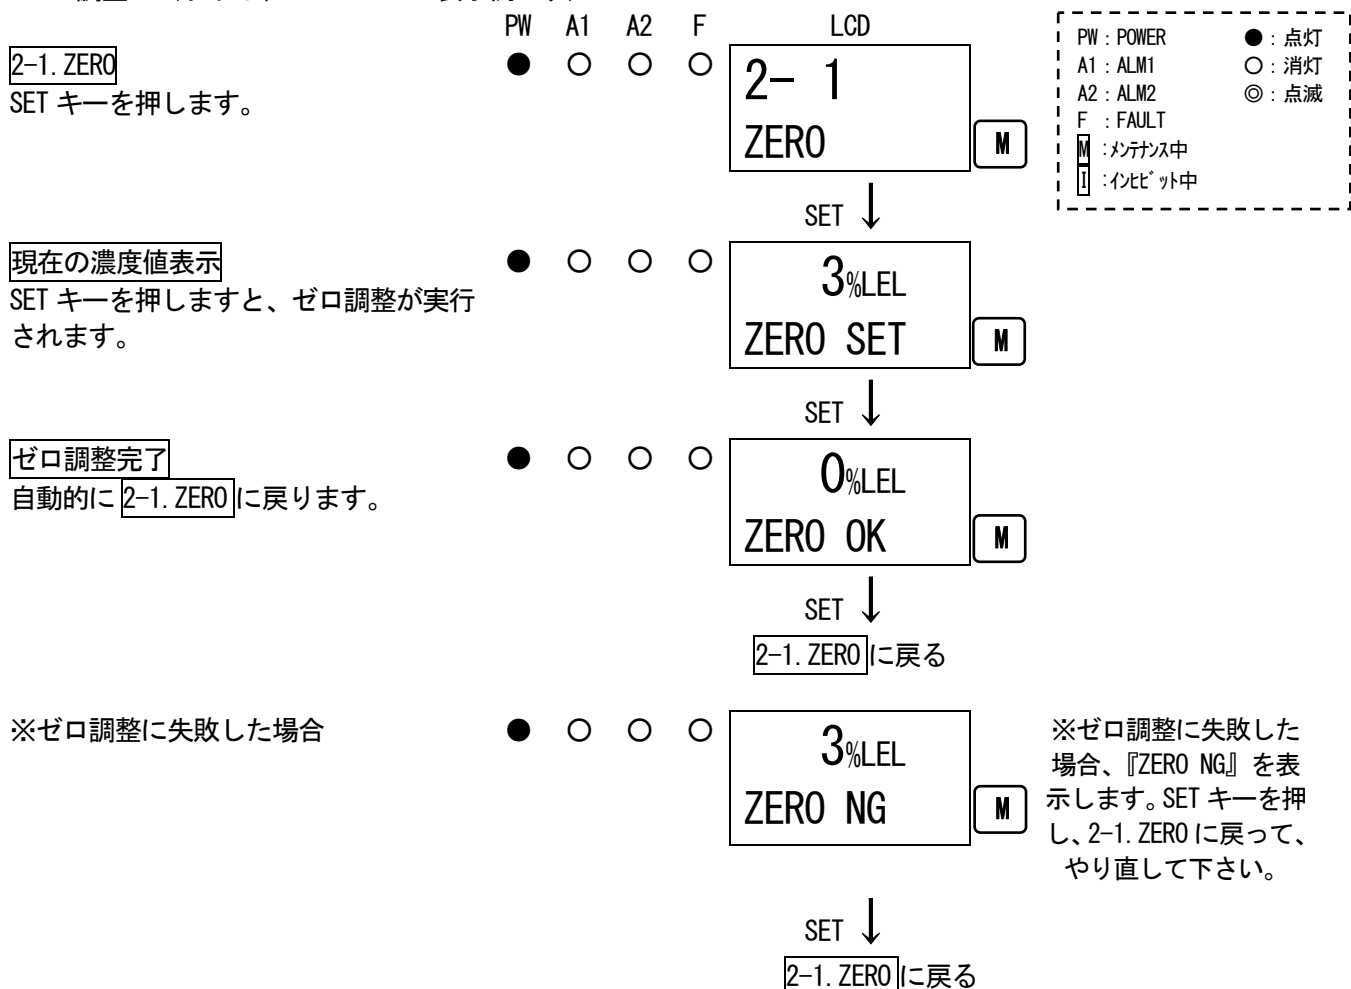 PW A1 A2 F LCD
2-1. ZERO ● ○ ○ ○
SET キーを押します。
2- 1
ZERO M
PW : POWER ● : 点灯
A1 : ALM1 ○ : 消灯
A2 : ALM2 ◎ : 点滅
F : FAULT
M :ﾒﾝﾃﾅﾝｽ中
I :ｲﾝﾋﾋﾞｯﾄ中
SET ↓
現在の濃度値表示 ● ○ ○ ○
SET キーを押しますと、ゼロ調整が実行
されます。
3%LEL
ZERO SET M
SET ↓
ゼロ調整完了 ● ○ ○ ○
自動的に 2-1. ZERO に戻ります。
0%LEL
ZERO OK M
SET ↓
2-1. ZERO に戻る
※ゼロ調整に失敗した場合 ● ○ ○ ○
3%LEL
ZERO NG M
※ゼロ調整に失敗した
場合、『ZERO NG』を表
示します。SET キーを押
し、2-1. ZERO に戻って、
やり直して下さい。
SET ↓
2-1. ZERO に戻る